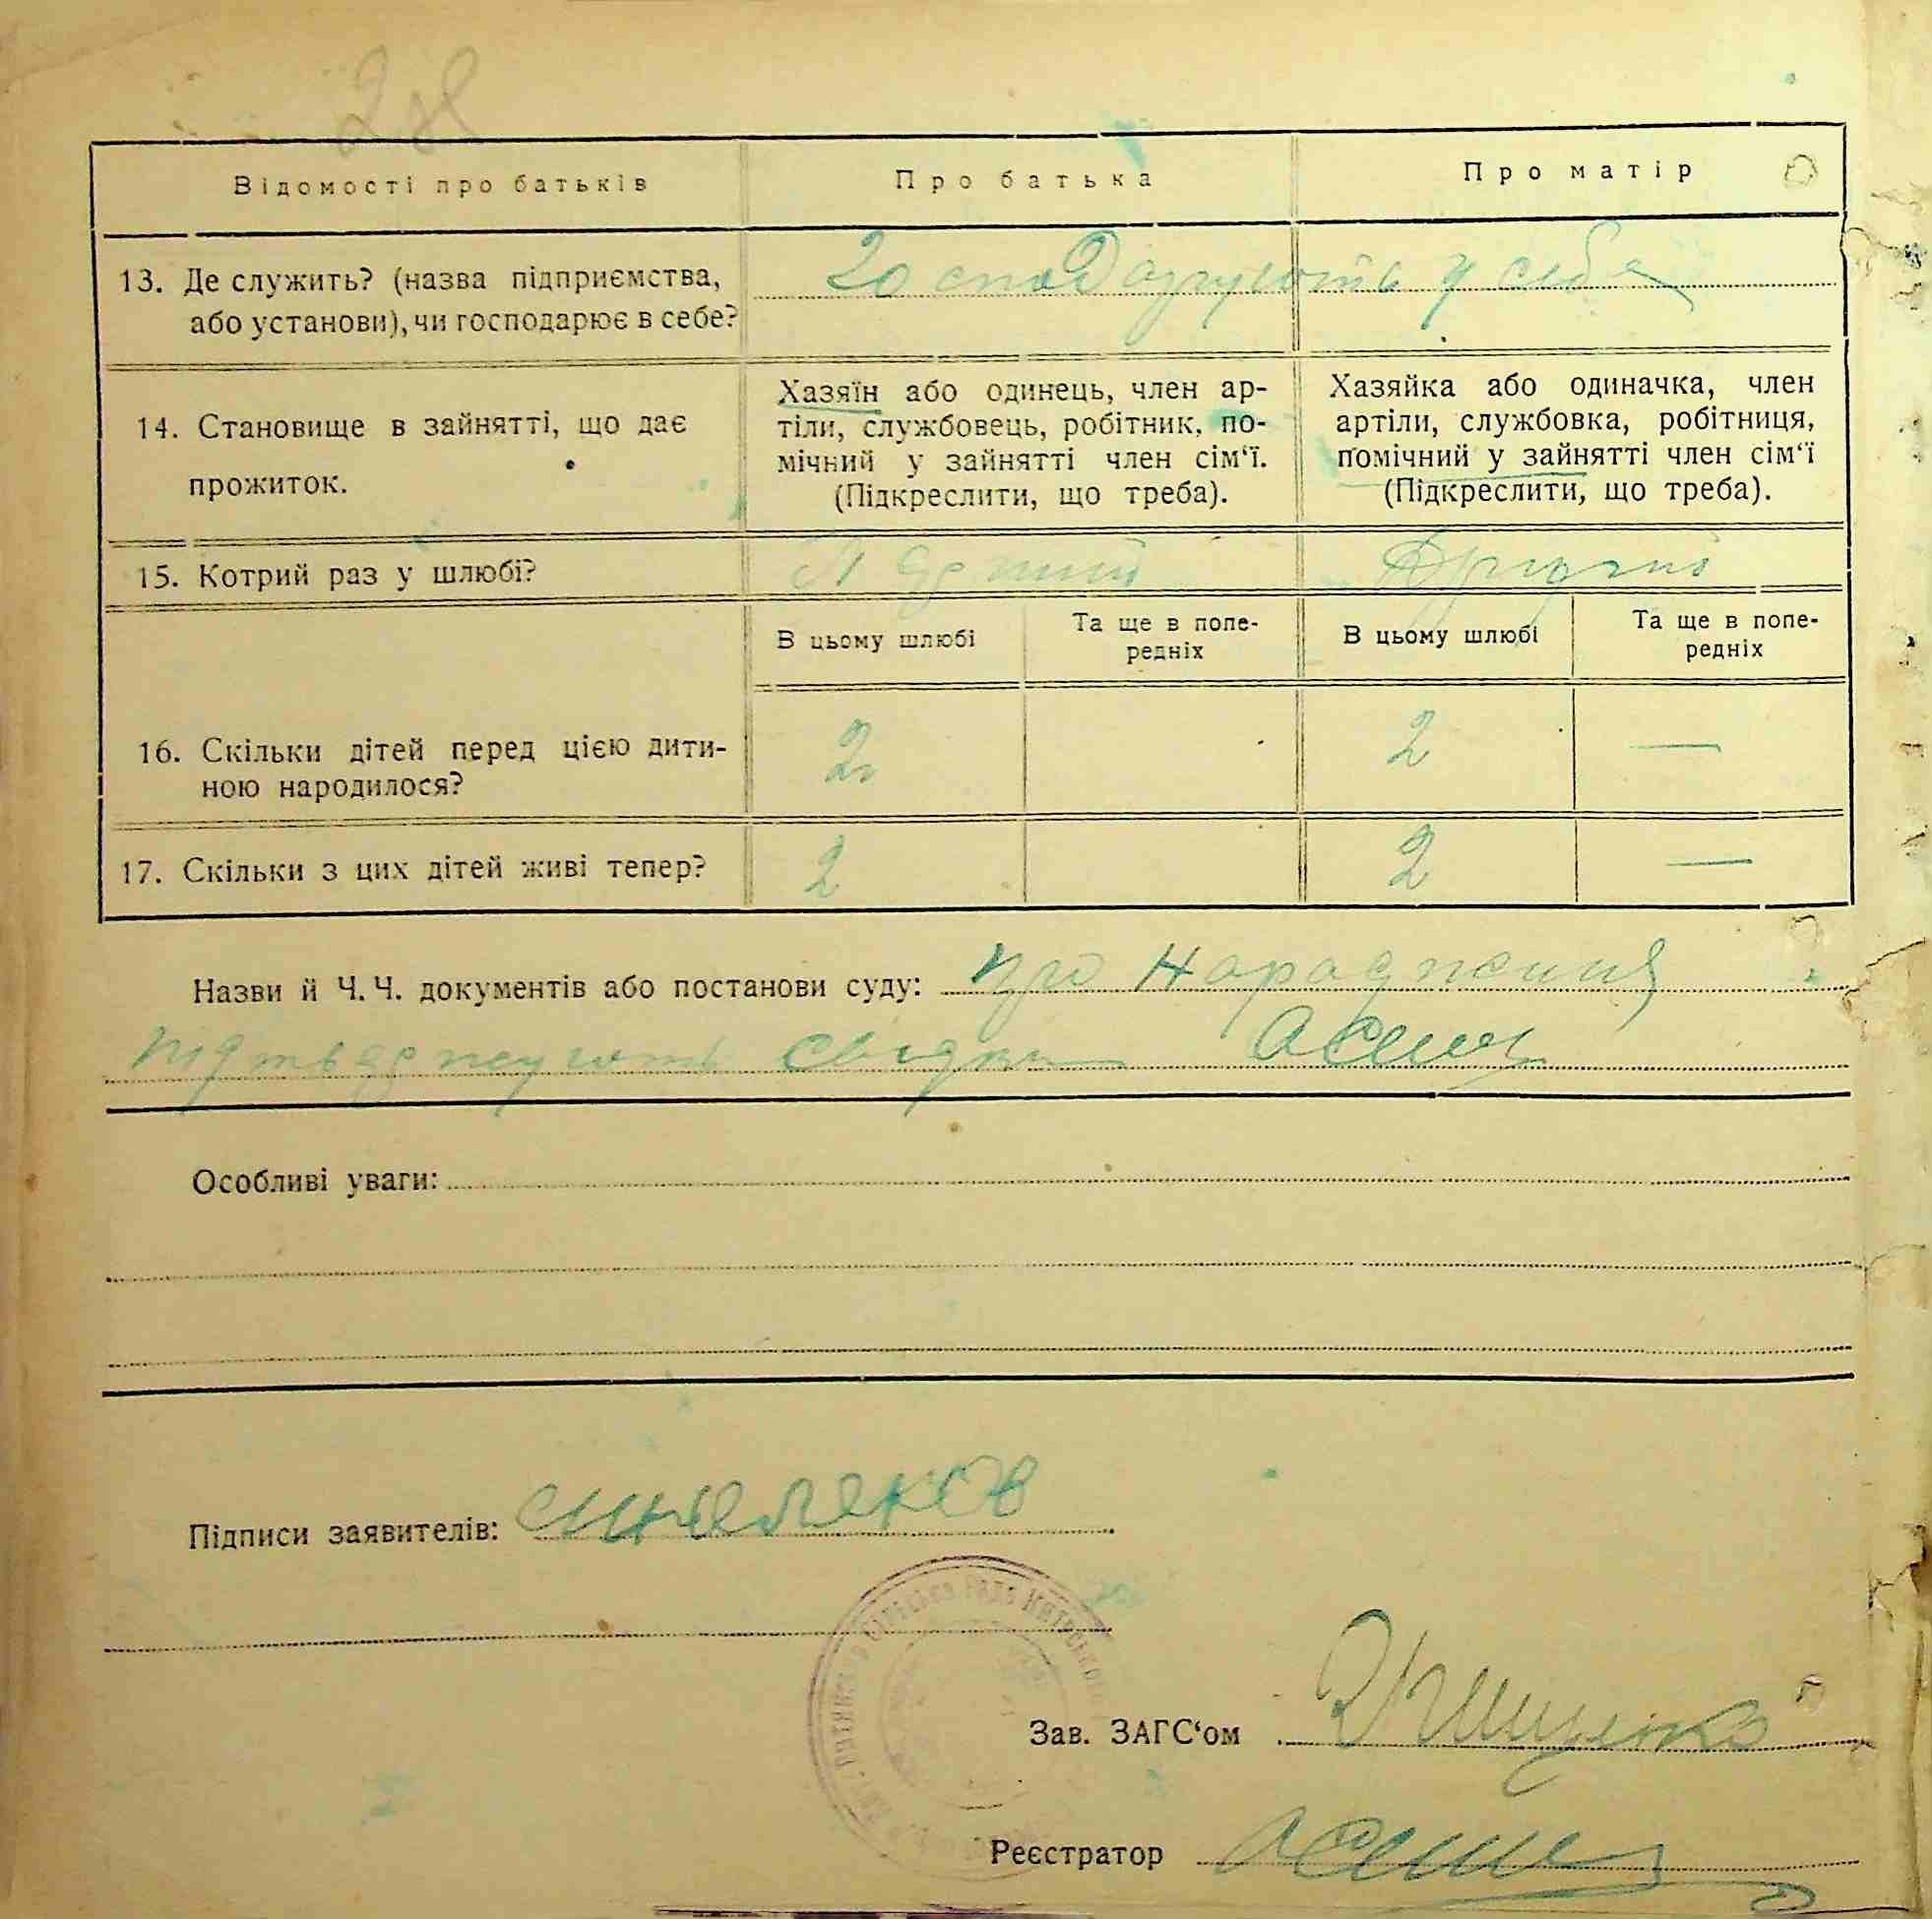 28
Відомості про батьків
Про батька
Про матір
13. Де служить? (назва підприємства,
або установи), чи господарює в себе?
Господарують у себе
14. Становище в зайнятті, що дає
прожиток.
Хазяїн або одинець, член ар-
тіли, службовець, робітник, по-
мічний у зайнятті член сім‘ї.
(Підкреслити, що треба).
Хазяйка або одиначка, член
артіли, службовка, робітниця,
помічний у зайнятті член сім‘ї
(Підкреслити, що треба).
15. Котрий раз у шлюбі?
В цьому шлюбі
Та ще в попе-
редніх
В цьому шлюбі
Та ще в попе-
редніх
16. Скільки дітей перед цією дити-
ною народилося?
2
2
—
17. Скільки з цих дітей живі тепер?
2
2
—
Назви й Ч. Ч. документів або постанови суду: про народження
свідки
Особливі уваги:
Підписи заявителів:
Зав. ЗАГС‘ом
Реєстратор